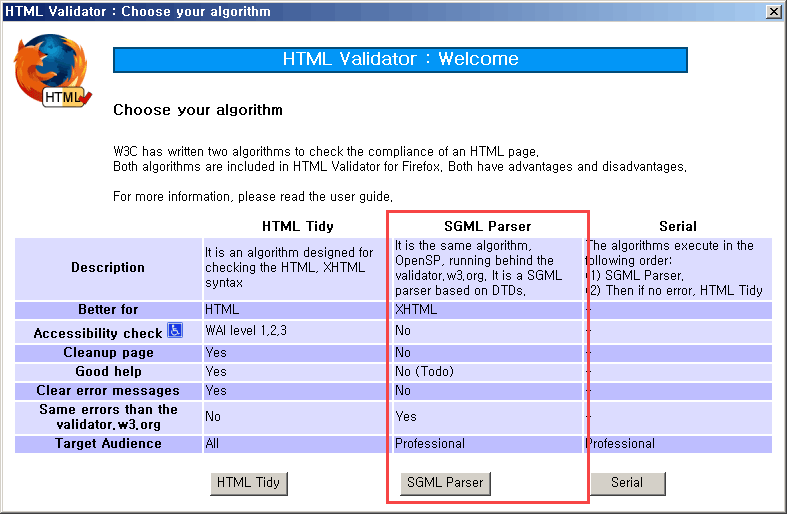 HTML Validator : Choose your algorithm
HTML
HTML Validator : Welcome
Choose your algorithm
W3C has written two algorithms to check the compliance of an HTML page.
Both algorithms are included in HTML Validator for Firefox. Both have advantages and disadvantages.
For more information, please read the user guide.
HTML Tidy SGML Parser Serial
Description
It is an algorithm designed for
checking the HTML, XHTML
syntax
It is the same algorithm,
OpenSP, running behind the
validator.w3.org. It is a SGML
parser based on DTDs.
The algorithms execute in the
following order:
(1) SGML Parser.
(2) Then if no error, HTML Tidy
Better for HTML XHTML -
Accessibility check WAI level 1,2,3 No -
Cleanup page Yes No -
Good help Yes No (Todo) -
Clear error messages Yes No -
Same errors than the
validator.w3.org
No Yes -
Target Audience All Professional Professional
HTML Tidy SGML Parser Serial